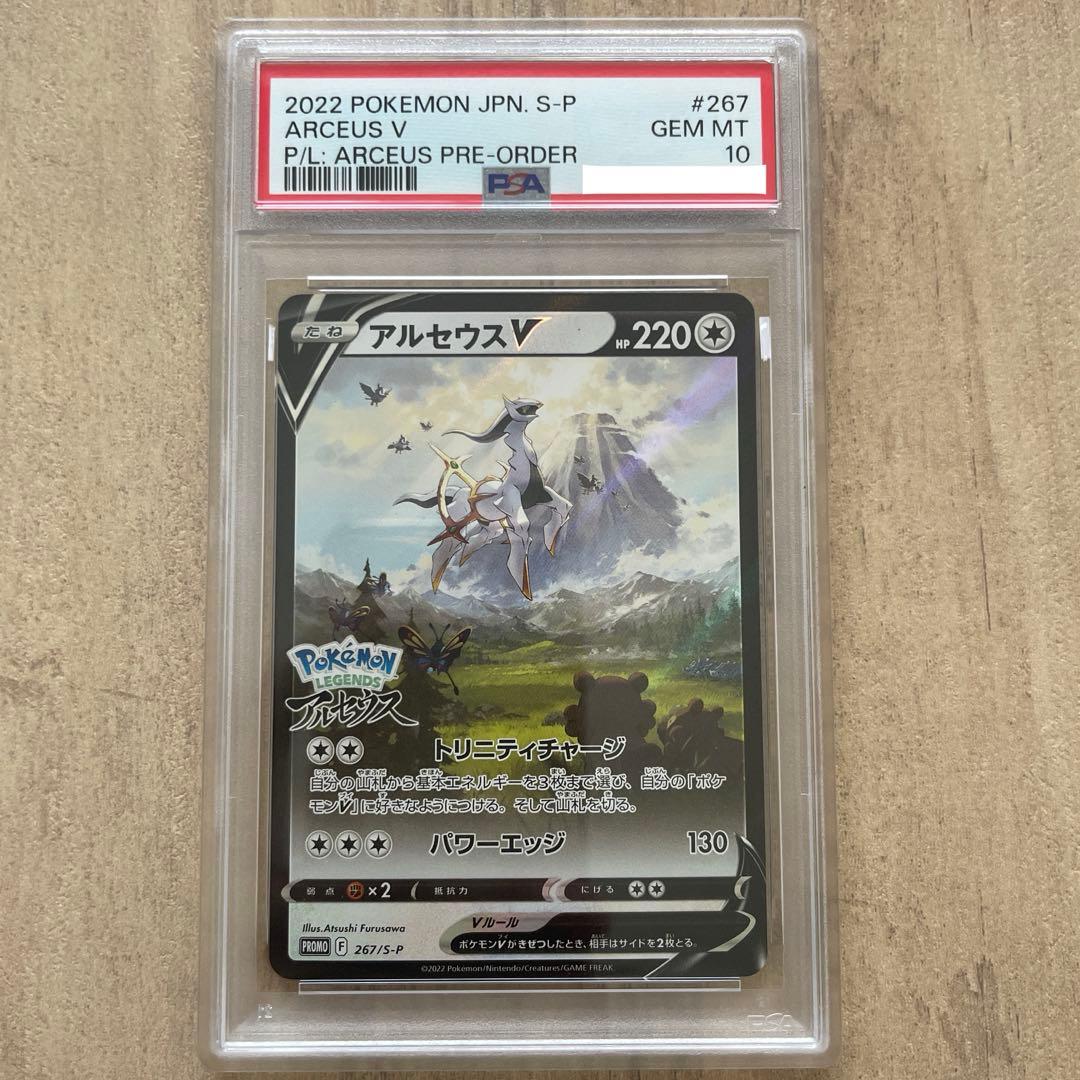 2022 POKEMON JPN. S-P #267
ARCEUS V GEM MT
P/L: ARCEUS PRE-ORDER 10
PSA
たね アルセウスV HP 220
Pokémon
LEGENDS
アルセウス
トリニティチャージ
自分の山札から基本エネルギーを3枚まで選び、自分の「ポケ
モンV」に好きなようにつける。そして山札を切る。
パワーエッジ 130
弱点 ×2 抵抗力 にげる
Illus.Atsushi Furusawa
Vルール
ポケモンVがきぜつしたとき、相手はサイドを2枚とる。
PROMO F 267/S-P
©2022 Pokémon/Nintendo/Creatures/GAME FREAK
PSA